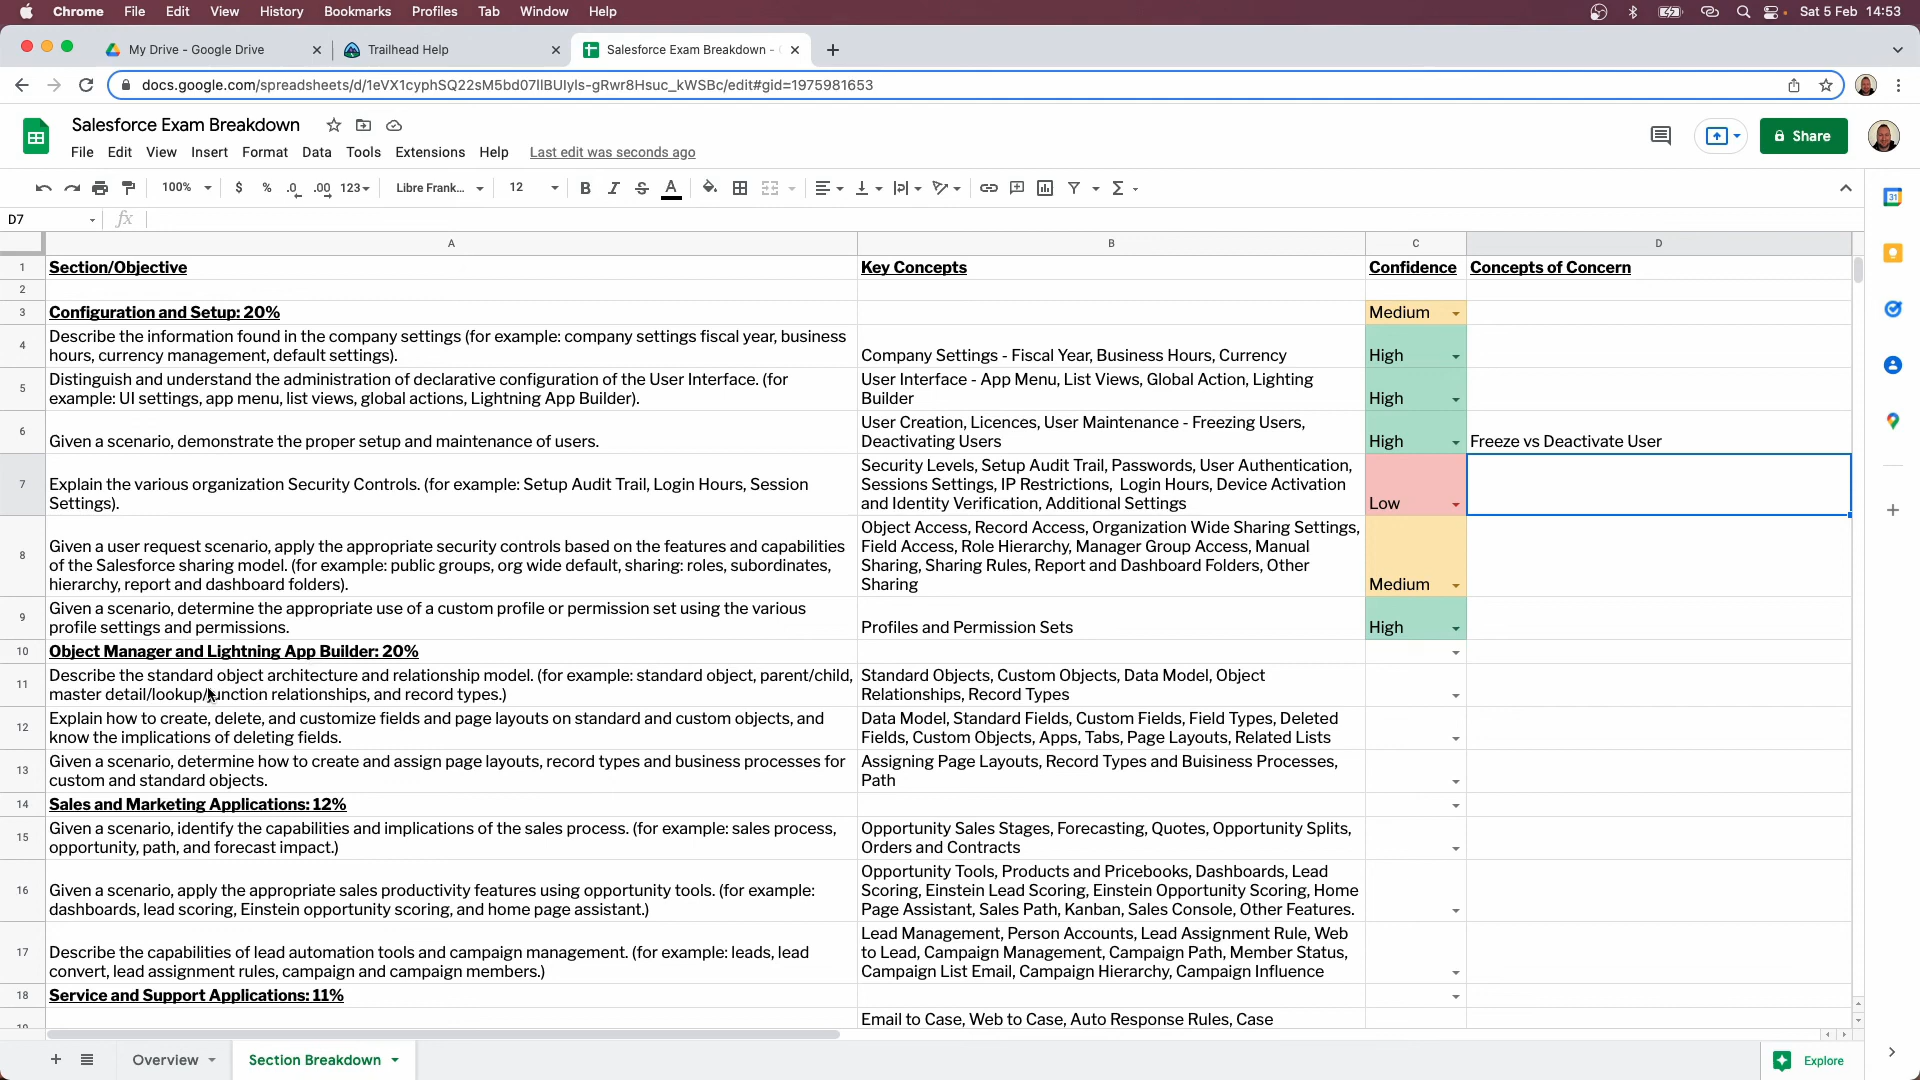 Chrome File Edit View History Bookmarks Profiles Tab Window Help Sat 5 Feb 14:53
My Drive - Google Drive Trailhead Help Salesforce Exam Breakdown -
docs.google.com/spreadsheets/d/1eVX1cyphSQ22sM5bd07IlBUIyIs-gRwr8Hsuc_kWSBc/edit#gid=1975981653
Salesforce Exam Breakdown
Share
File Edit View Insert Format Data Tools Extensions Help Last edit was seconds ago
100% $ % .0 .00 123 Libre Frank... 12 B I S A
D7 fx
A B C D
1 Section/Objective Key Concepts Confidence Concepts of Concern
2
3 Configuration and Setup: 20% Medium
4 Describe the information found in the company settings (for example: company settings fiscal year, business
hours, currency management, default settings). Company Settings - Fiscal Year, Business Hours, Currency High
5 Distinguish and understand the administration of declarative configuration of the User Interface. (for
example: UI settings, app menu, list views, global actions, Lightning App Builder).
User Interface - App Menu, List Views, Global Action, Lighting
Builder High
6 Given a scenario, demonstrate the proper setup and maintenance of users.
User Creation, Licences, User Maintenance - Freezing Users,
Deactivating Users High Freeze vs Deactivate User
7 Explain the various organization Security Controls. (for example: Setup Audit Trail, Login Hours, Session
Settings).
Security Levels, Setup Audit Trail, Passwords, User Authentication,
Sessions Settings, IP Restrictions, Login Hours, Device Activation
and Identity Verification, Additional Settings Low
8 Given a user request scenario, apply the appropriate security controls based on the features and capabilities
of the Salesforce sharing model. (for example: public groups, org wide default, sharing: roles, subordinates,
hierarchy, report and dashboard folders).
Object Access, Record Access, Organization Wide Sharing Settings,
Field Access, Role Hierarchy, Manager Group Access, Manual
Sharing, Sharing Rules, Report and Dashboard Folders, Other
Sharing Medium
9 Given a scenario, determine the appropriate use of a custom profile or permission set using the various
profile settings and permissions. Profiles and Permission Sets High
10 Object Manager and Lightning App Builder: 20%
11 Describe the standard object architecture and relationship model. (for example: standard object, parent/child,
master detail/lookup/junction relationships, and record types.)
Standard Objects, Custom Objects, Data Model, Object
Relationships, Record Types
12 Explain how to create, delete, and customize fields and page layouts on standard and custom objects, and
know the implications of deleting fields.
Data Model, Standard Fields, Custom Fields, Field Types, Deleted
Fields, Custom Objects, Apps, Tabs, Page Layouts, Related Lists
13 Given a scenario, determine how to create and assign page layouts, record types and business processes for
custom and standard objects.
Assigning Page Layouts, Record Types and Buisiness Processes,
Path
14 Sales and Marketing Applications: 12%
15 Given a scenario, identify the capabilities and implications of the sales process. (for example: sales process,
opportunity, path, and forecast impact.)
Opportunity Sales Stages, Forecasting, Quotes, Opportunity Splits,
Orders and Contracts
16 Given a scenario, apply the appropriate sales productivity features using opportunity tools. (for example:
dashboards, lead scoring, Einstein opportunity scoring, and home page assistant.)
Opportunity Tools, Products and Pricebooks, Dashboards, Lead
Scoring, Einstein Lead Scoring, Einstein Opportunity Scoring, Home
Page Assistant, Sales Path, Kanban, Sales Console, Other Features.
17 Describe the capabilities of lead automation tools and campaign management. (for example: leads, lead
convert, lead assignment rules, campaign and campaign members.)
Lead Management, Person Accounts, Lead Assignment Rule, Web
to Lead, Campaign Management, Campaign Path, Member Status,
Campaign List Email, Campaign Hierarchy, Campaign Influence
18 Service and Support Applications: 11%
Email to Case, Web to Case, Auto Response Rules, Case
Overview Section Breakdown Explore